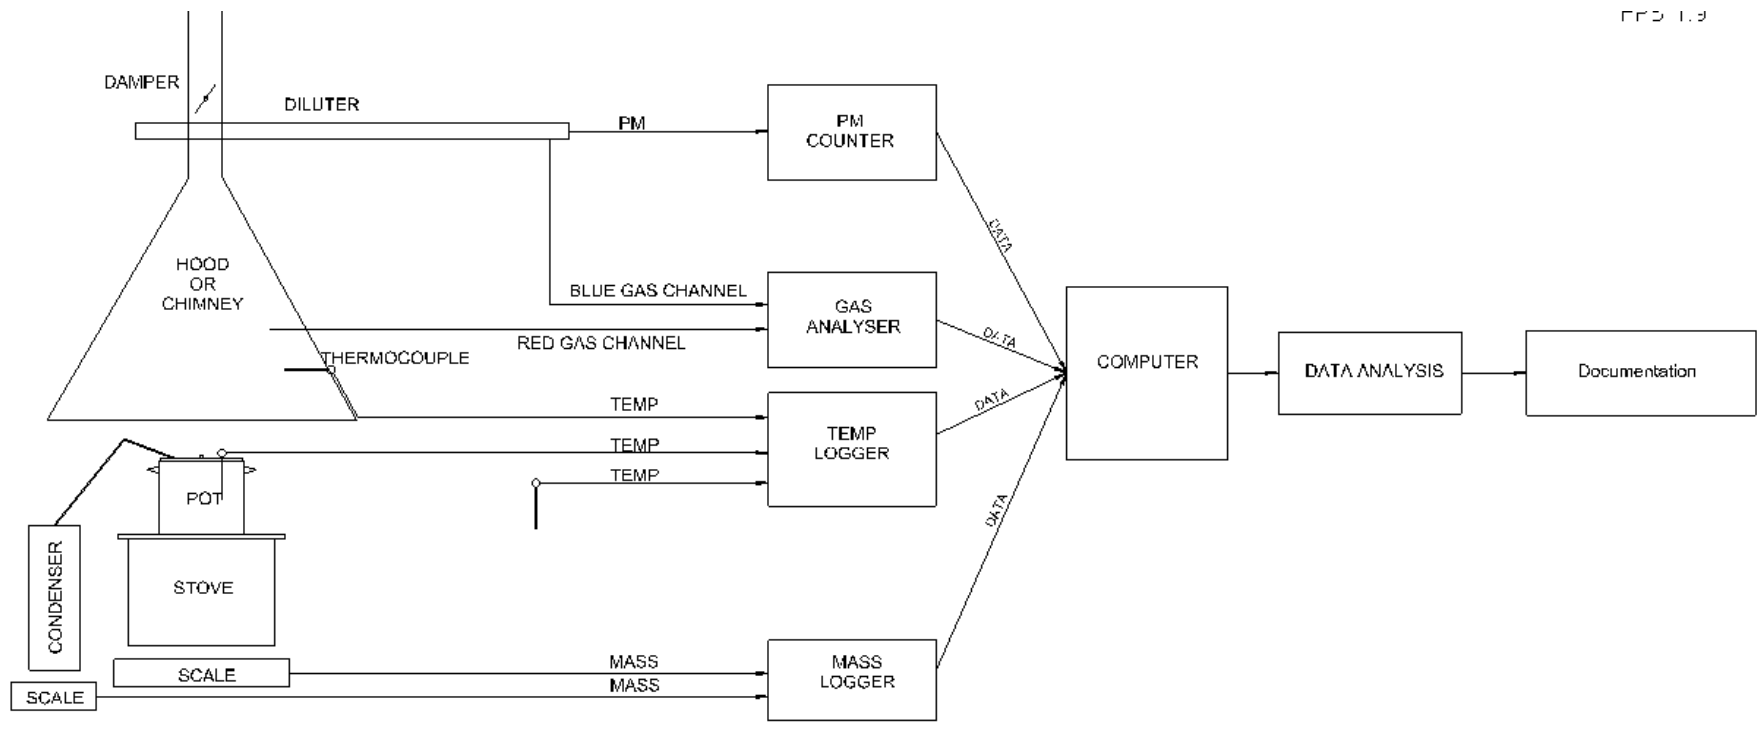 DAMPER
DILUTER
PM
PM
COUNTER
DATA
HOOD
OR
CHIMNEY
BLUE GAS CHANNEL
GAS
ANALYSER
RED GAS CHANNEL
DATA
THERMOCOUPLE
COMPUTER
DATA ANALYSIS
Documentation
TEMP
DATA
TEMP
TEMP
LOGGER
TEMP
POT
DATA
CONDENSER
STOVE
MASS
MASS
LOGGER
SCALE
MASS
SCALE